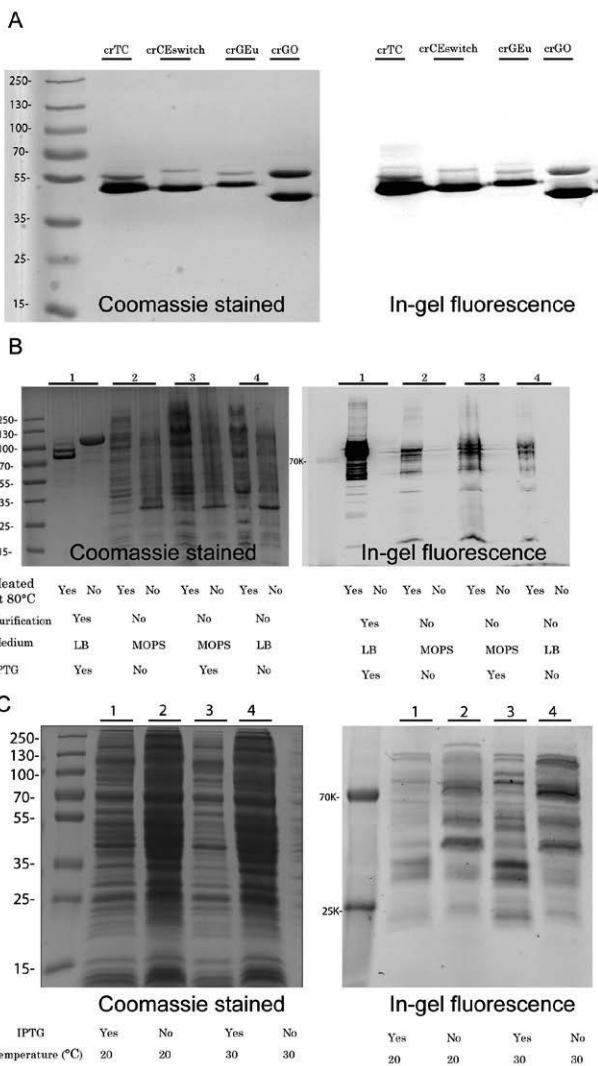 A
crTC crCEswitch crGEu crGO crTC crCEswitch crGEu crGO
250-
130-
100-
70-
55-
35-
25-
15-
Coomassie stained In-gel fluorescence
B
1 2 3 4 1 2 3 4
250-
130-
100-
70-
55-
35-
25-
15-
70K-
Coomassie stained In-gel fluorescence
Heated
at 80°C
Yes No Yes No Yes No Yes No Yes No Yes No Yes No Yes No
urification Yes No No No Yes No No No
Medium LB MOPS MOPS LB LB MOPS MOPS LB
PTG Yes No Yes No Yes No Yes No
C
1 2 3 4 1 2 3 4
250-
130-
100-
70-
55-
35-
25-
15-
70K-
25K-
Coomassie stained In-gel fluorescence
IPTG Yes No Yes No Yes No Yes No
emperature (°C) 20 20 30 30 20 20 30 30